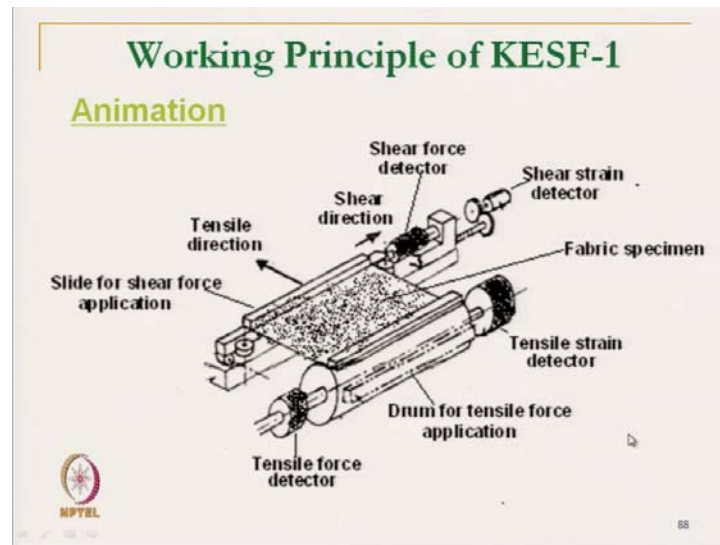 Working Principle of KESF-1
Animation
Shear force
detector
Shear strain
detector
Shear
direction
Tensile
direction
Fabric specimen
Slide for shear force
application
Tensile strain
detector
Drum for tensile force
application
Tensile force
detector
NPTEL
88